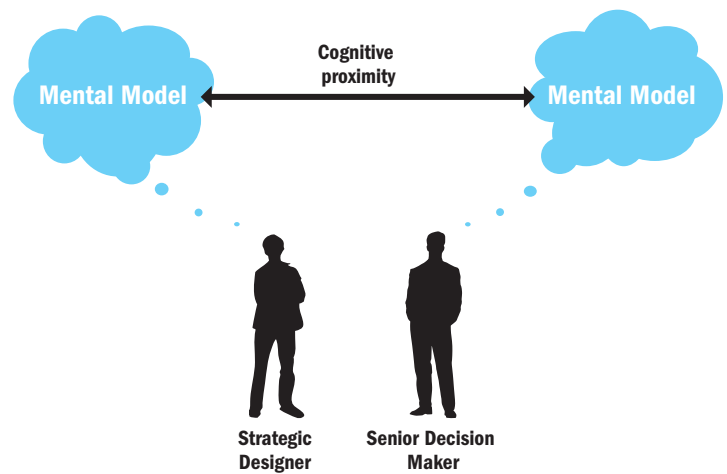 Cognitive
proximity
Mental Model
Mental Model
Strategic
Designer
Senior Decision
Maker